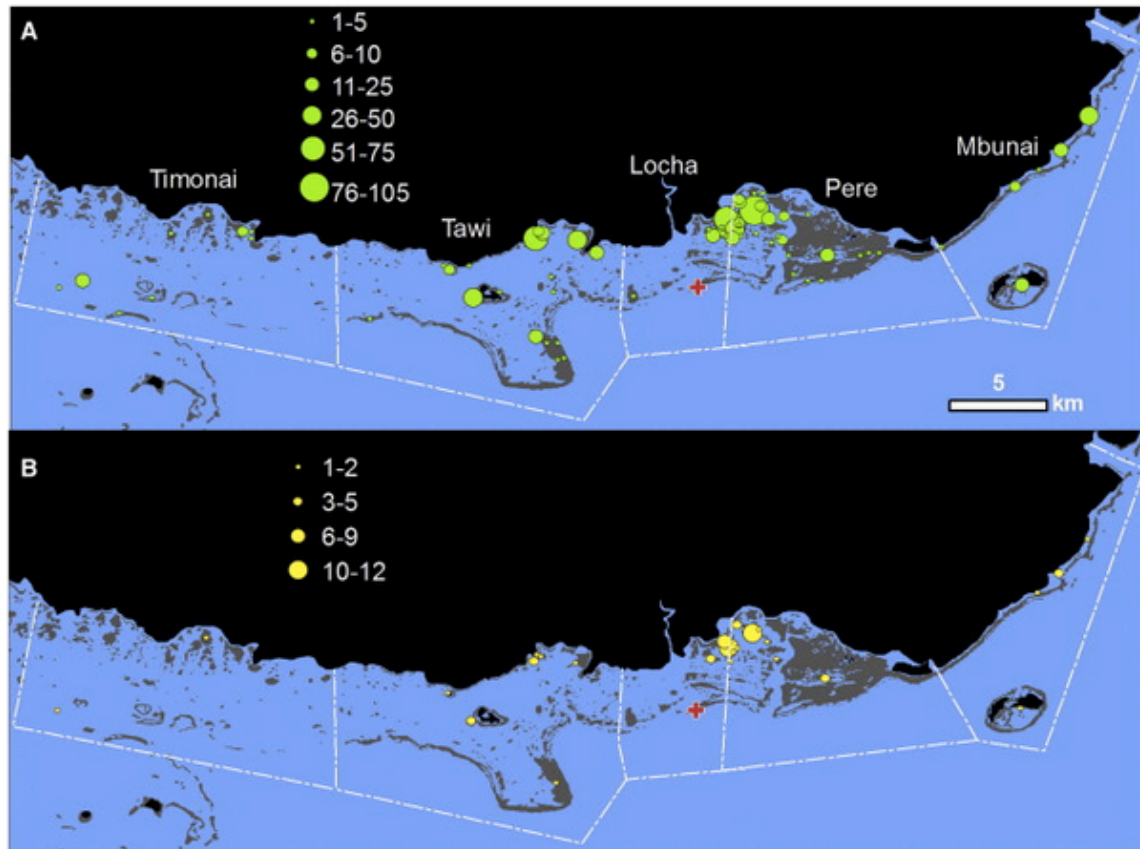 A
1-5
6-10
11-25
26-50
51-75
76-105
Timonai
Tawi
Locha
Pere
Mbunai
5
km
B
1-2
3-5
6-9
10-12